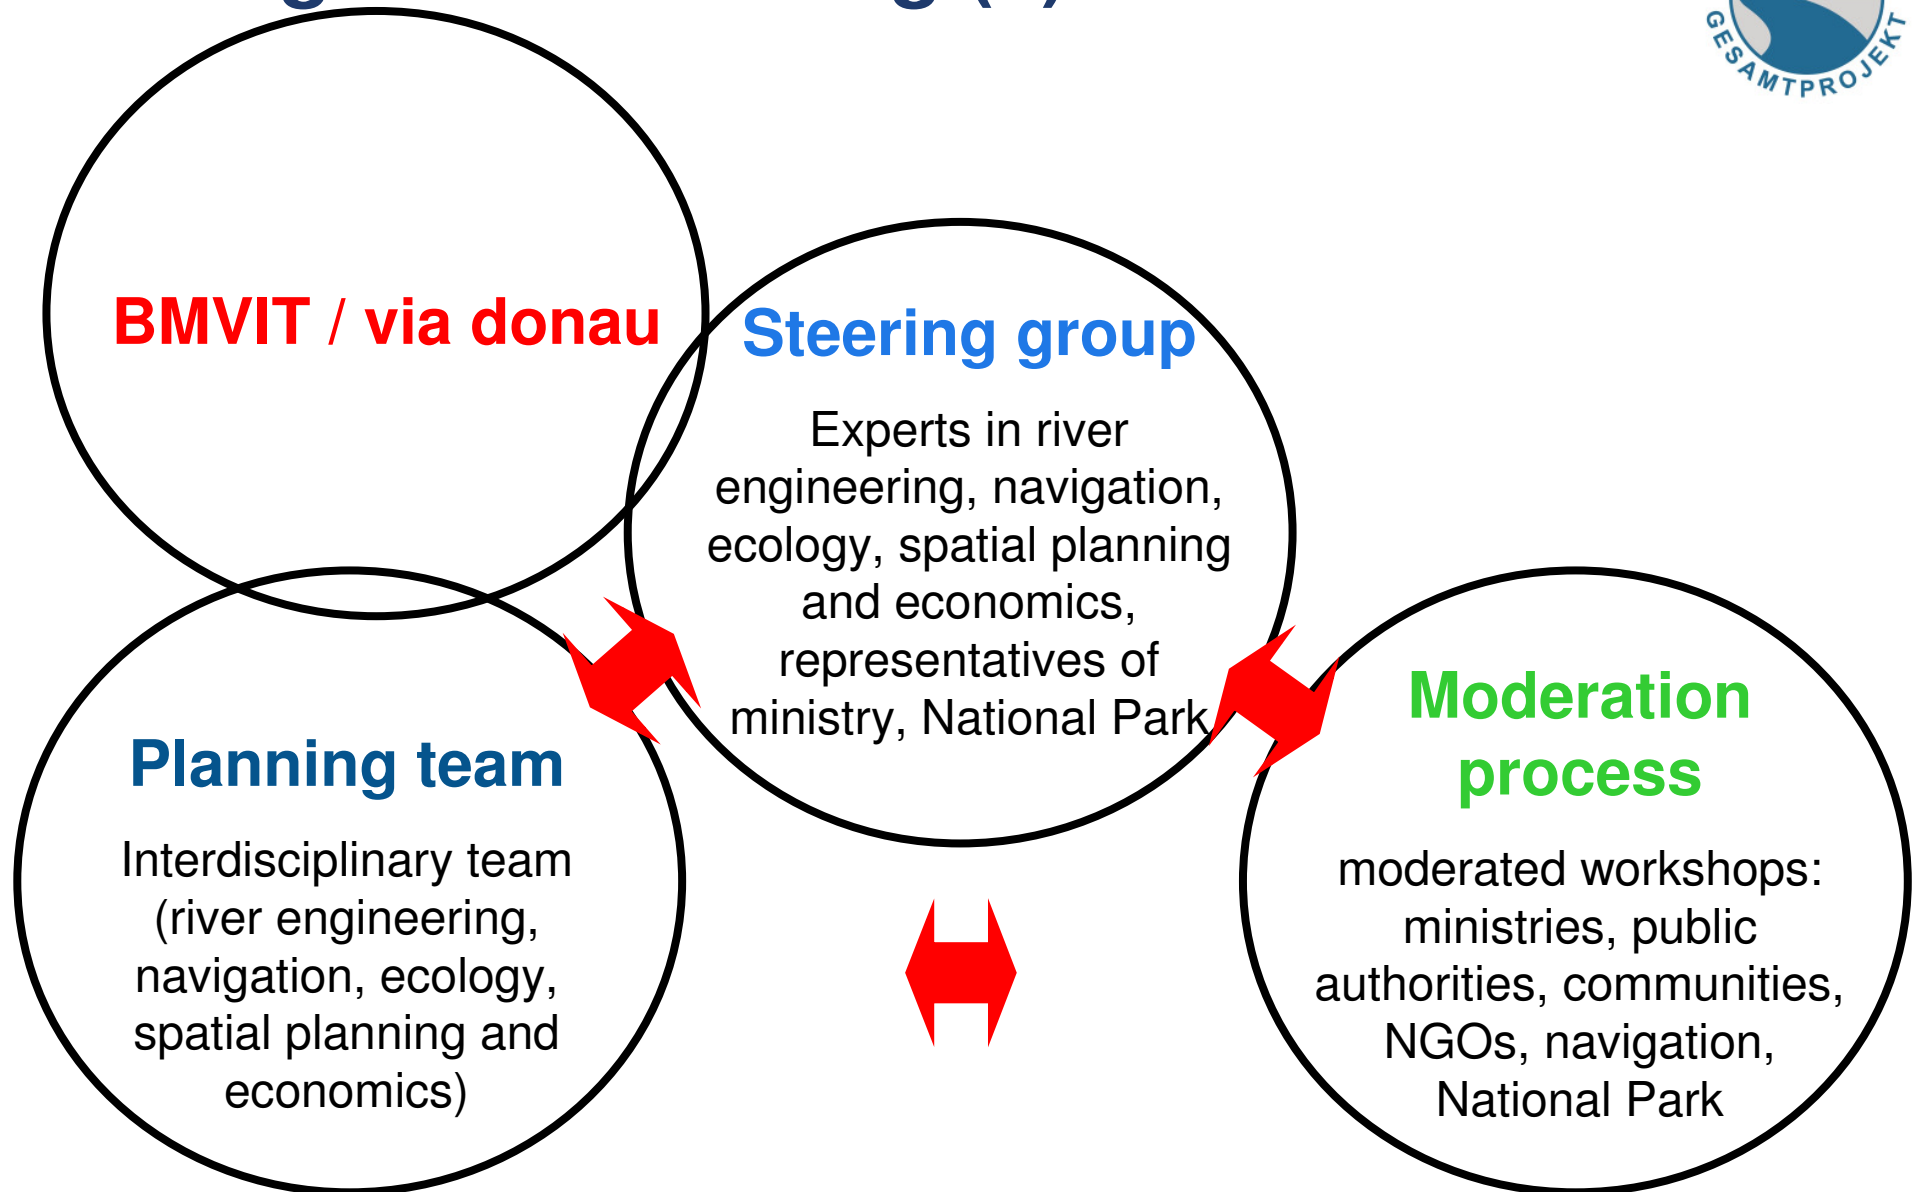 GESAMTPROJEKT
BMVIT / via donau
Steering group
Experts in river
engineering, navigation,
ecology, spatial planning
and economics,
representatives of
ministry, National Park
Planning team
Interdisciplinary team
(river engineering,
navigation, ecology,
spatial planning and
economics)
Moderation
process
moderated workshops:
ministries, public
authorities, communities,
NGOs, navigation,
National Park